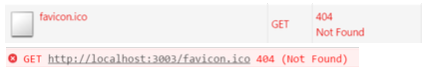 favicon.ico
GET
404
Not Found
GET http://localhost:3003/favicon.ico 404 (Not Found)